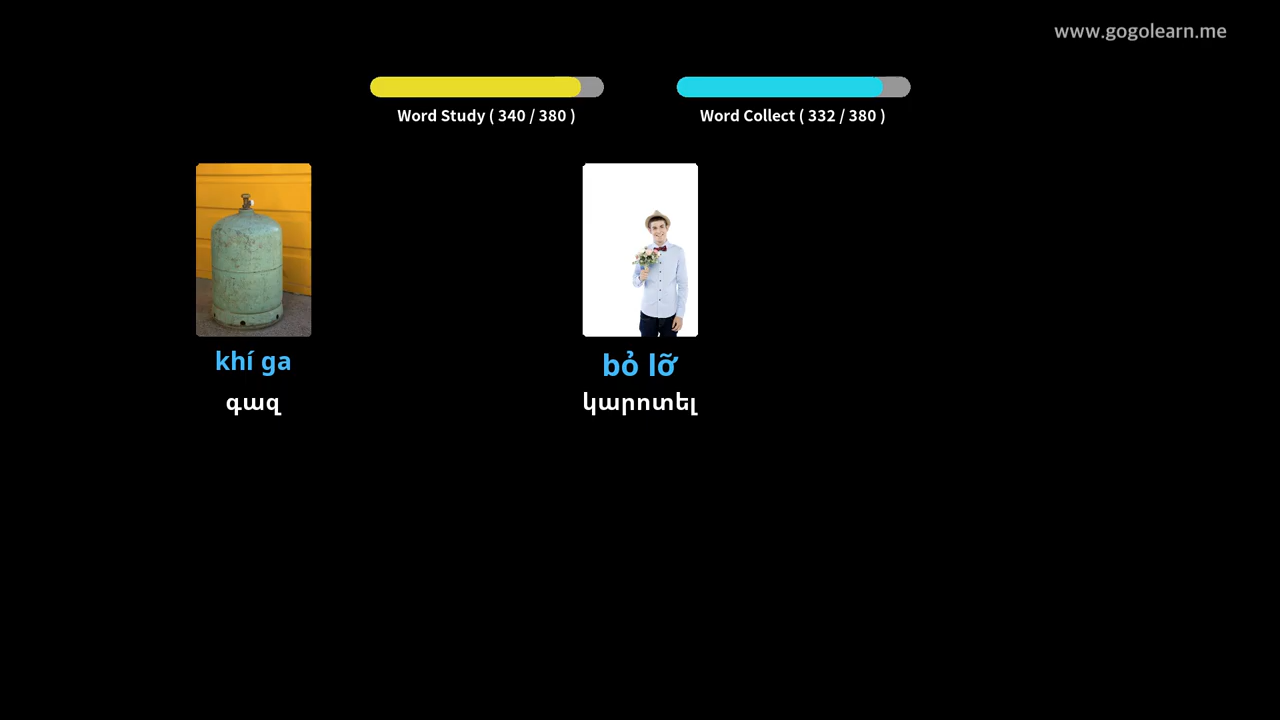 www.gogolearn.me
Word Study ( 340 / 380 )
Word Collect ( 332 / 380 )
khí ga
գազ
bỏ lỡ
կարոտել